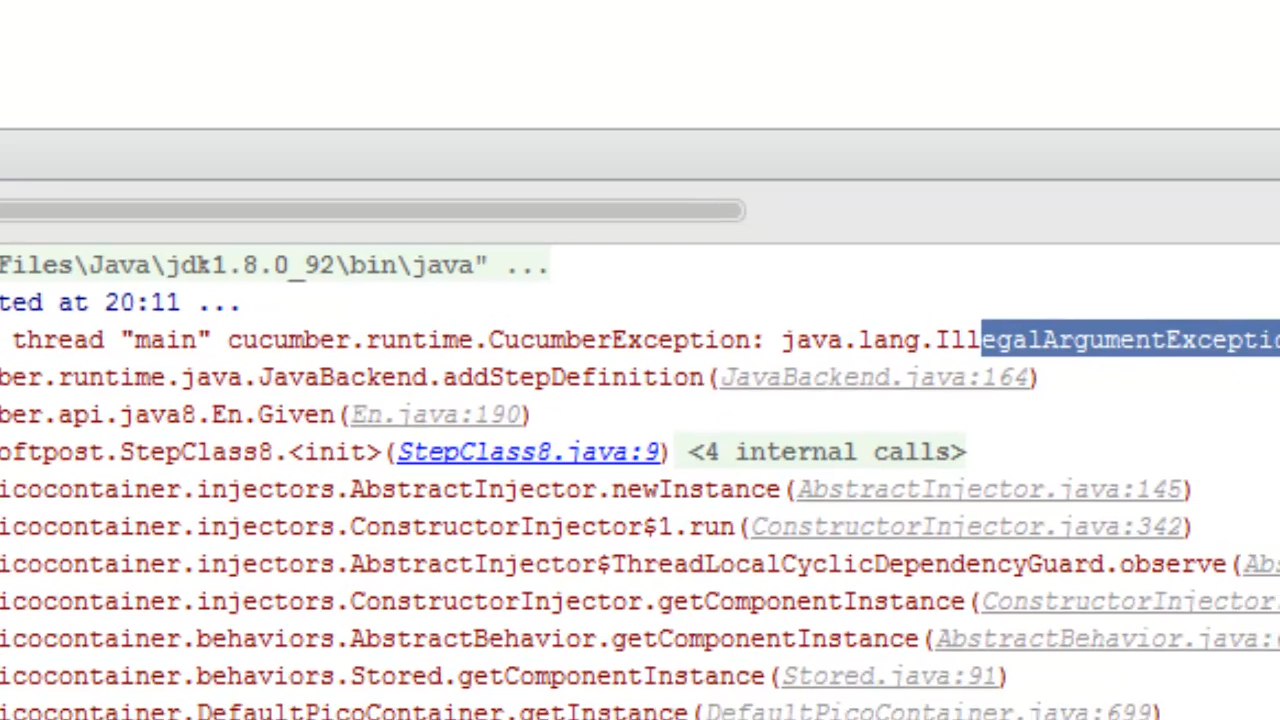 Files\Java\jdk1.8.0_92\bin\java" ...
ted at 20:11 ...
thread "main" cucumber.runtime.CucumberException: java.lang.IllegalArgumentExceptio
ber.runtime.java.JavaBackend.addStepDefinition(JavaBackend.java:164)
ber.api.java8.En.Given(En.java:190)
oftpost.StepClass8.<init>(StepClass8.java:9) <4 internal calls>
icocontainer.injectors.AbstractInjector.newInstance(AbstractInjector.java:145)
icocontainer.injectors.ConstructorInjector$1.run(ConstructorInjector.java:342)
icocontainer.injectors.AbstractInjector$ThreadLocalCyclicDependencyGuard.observe(Abs
icocontainer.injectors.ConstructorInjector.getComponentInstance(ConstructorInjector.
icocontainer.behaviors.AbstractBehavior.getComponentInstance(AbstractBehavior.java:6
icocontainer.behaviors.Stored.getComponentInstance(Stored.java:91)
icocontainer.DefaultPicoContainer.getInstance(DefaultPicoContainer.java:699)